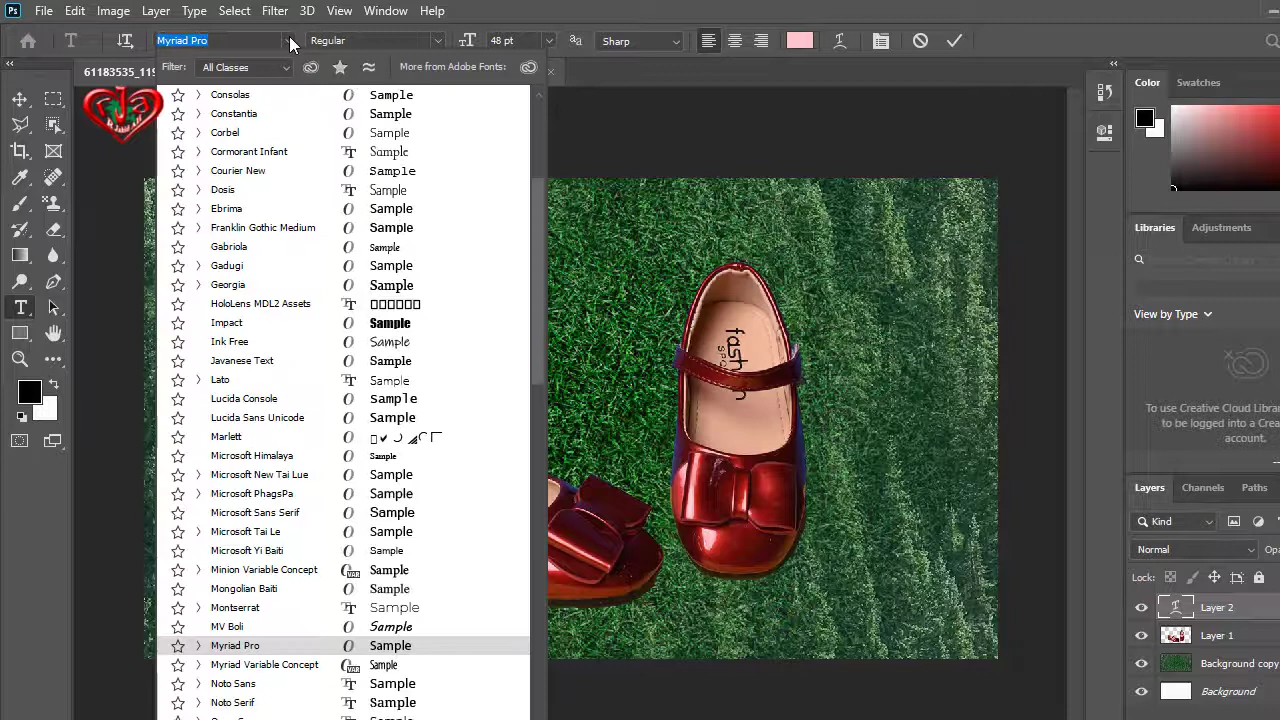 Ps File Edit Image Layer Type Select Filter 3D View Window Help
T Myriad Pro Regular 48 pt Sharp
Filter: All Classes More from Adobe Fonts:
61183535_119
rja
Consolas Sample
Constantia Sample
Corbel Sample
Cormorant Infant Sample
Courier New Sample
Dosis Sample
Ebrima Sample
Franklin Gothic Medium Sample
Gabriola Sample
Gadugi Sample
Georgia Sample
HoloLens MDL2 Assets
Impact Sample
Ink Free Sample
Javanese Text Sample
Lato Sample
Lucida Console Sample
Lucida Sans Unicode Sample
Marlett
Microsoft Himalaya Sample
Microsoft New Tai Lue Sample
Microsoft PhagsPa Sample
Microsoft Sans Serif Sample
Microsoft Tai Le Sample
Microsoft Yi Baiti Sample
Minion Variable Concept Sample
Mongolian Baiti Sample
Montserrat Sample
MV Boli Sample
Myriad Pro Sample
Myriad Variable Concept Sample
Noto Sans Sample
Noto Serif Sample
Color Swatches
Libraries Adjustments
View by Type
To use Creative Cloud Libra
to be logged into a Crea
account.
Layers Channels Paths
Kind
Normal Opa
Lock:
Layer 2
Layer 1
Background copy
Background